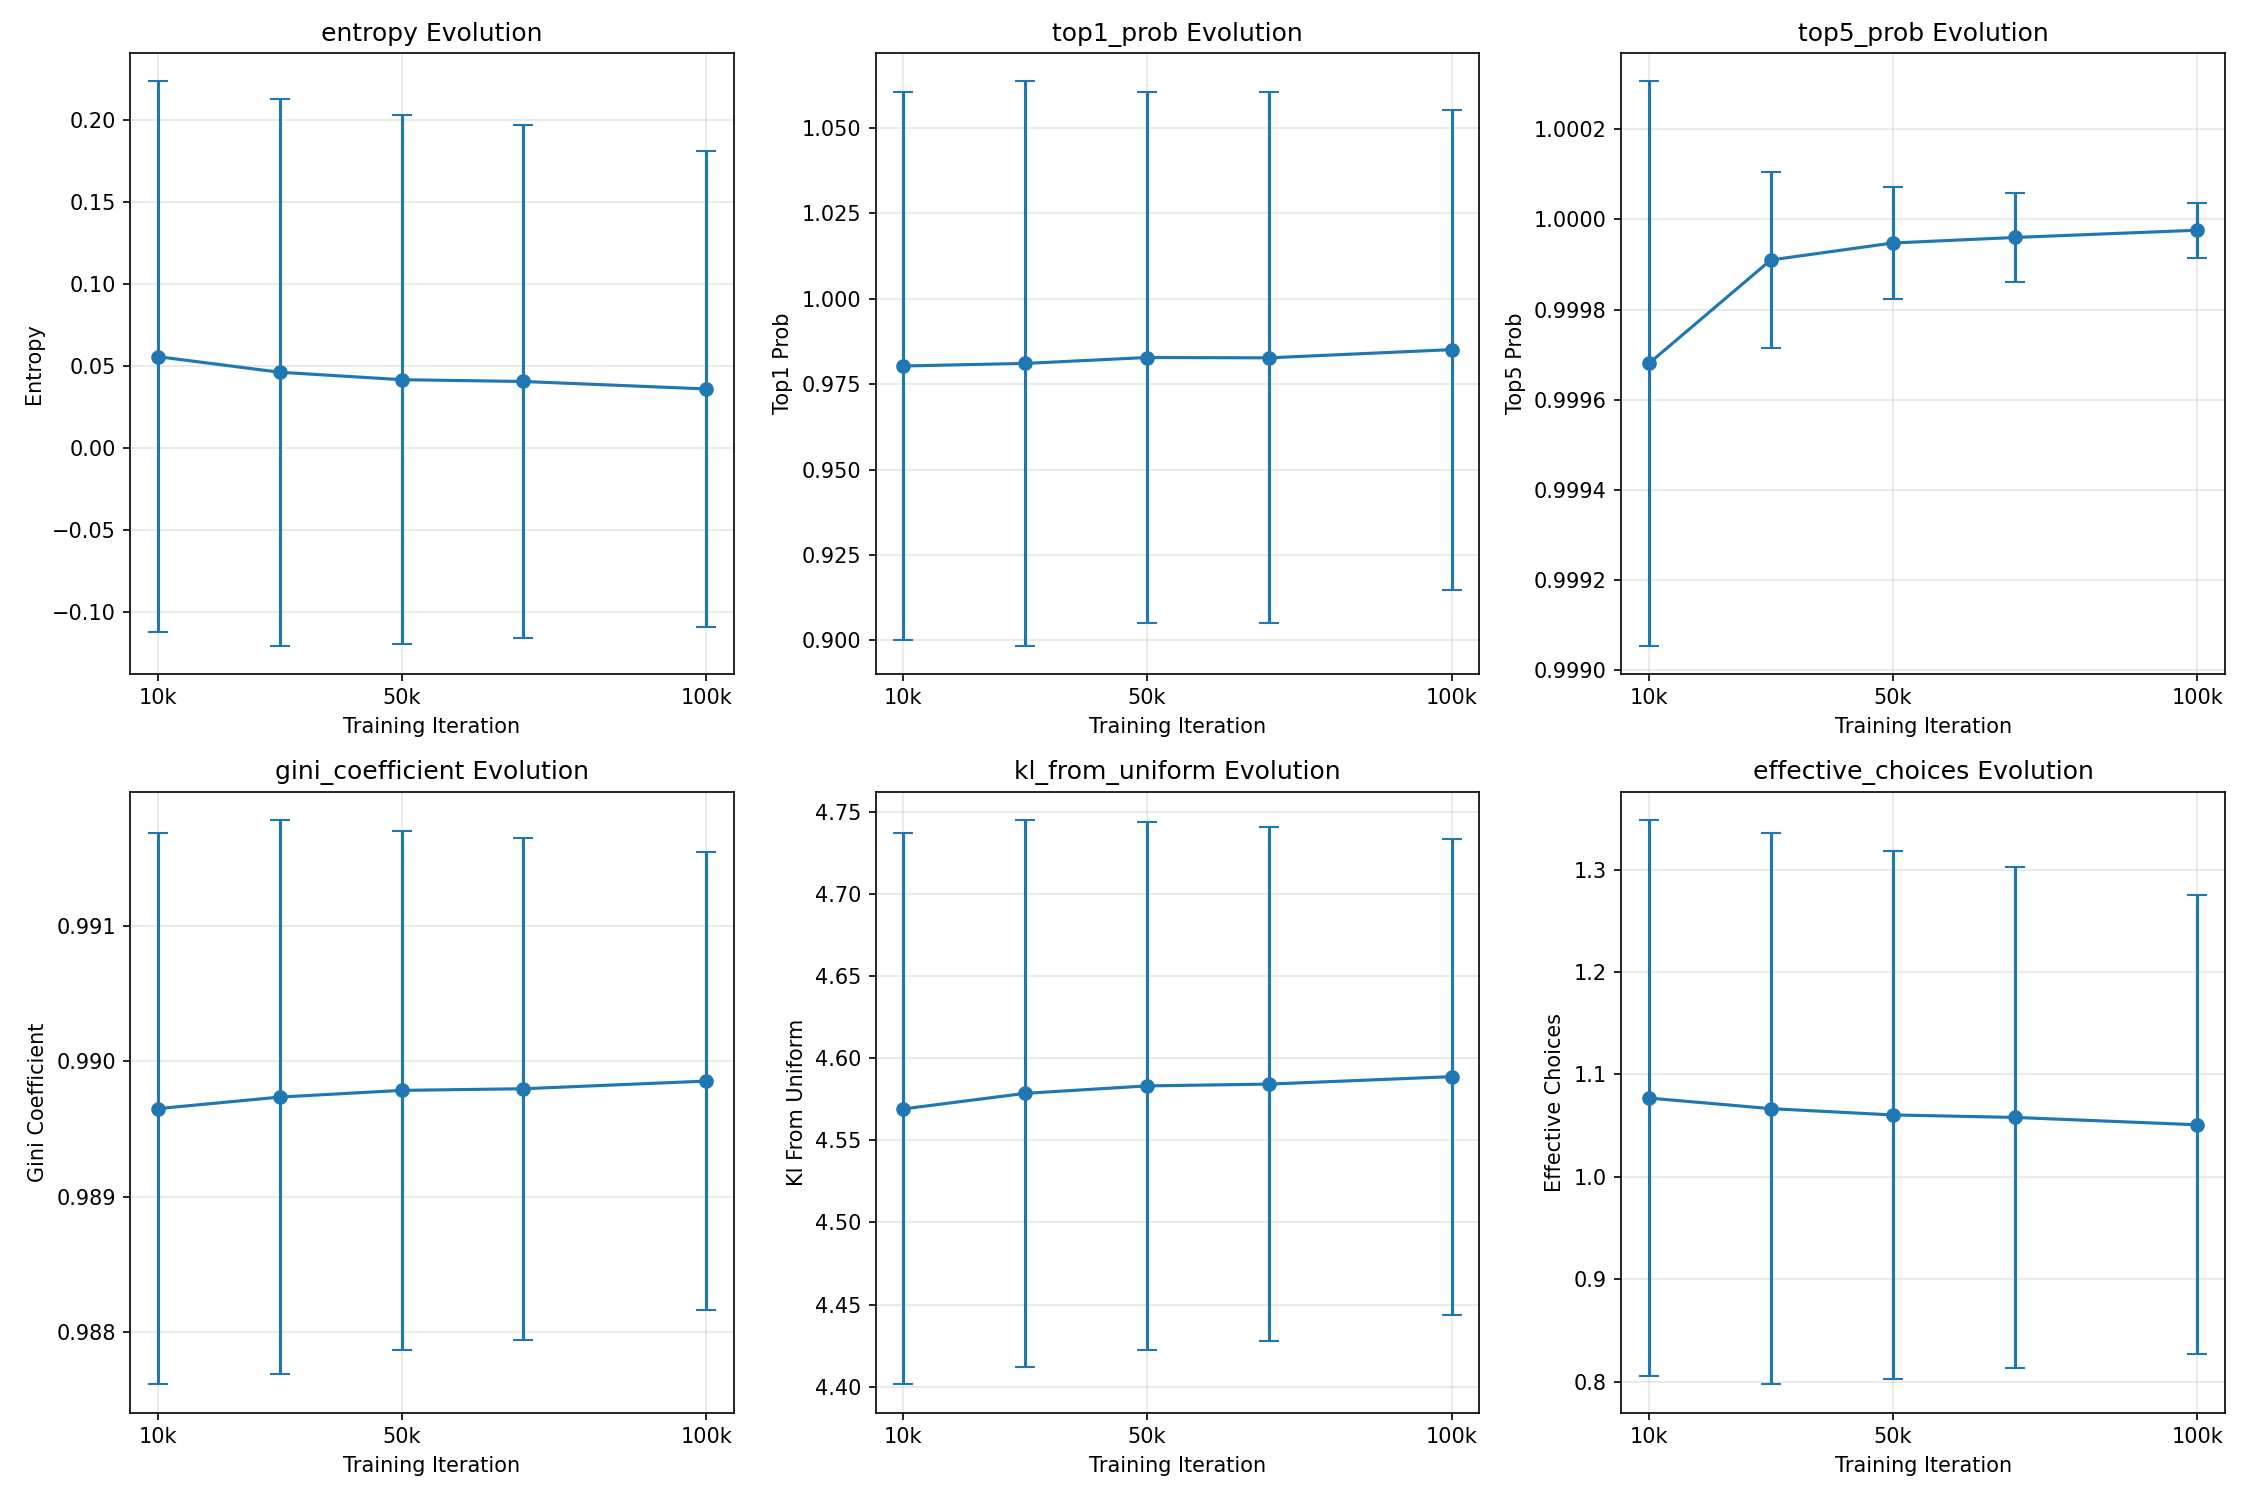 entropy Evolution
Entropy
0.20
0.15
0.10
0.05
0.00
−0.05
−0.10
10k
50k
100k
Training Iteration
top1_prob Evolution
Top1 Prob
1.050
1.025
1.000
0.975
0.950
0.925
0.900
10k
50k
100k
Training Iteration
top5_prob Evolution
Top5 Prob
1.0002
1.0000
0.9998
0.9996
0.9994
0.9992
0.9990
10k
50k
100k
Training Iteration
gini_coefficient Evolution
Gini Coefficient
0.991
0.990
0.989
0.988
10k
50k
100k
Training Iteration
kl_from_uniform Evolution
Kl From Uniform
4.75
4.70
4.65
4.60
4.55
4.50
4.45
4.40
10k
50k
100k
Training Iteration
effective_choices Evolution
Effective Choices
1.3
1.2
1.1
1.0
0.9
0.8
10k
50k
100k
Training Iteration